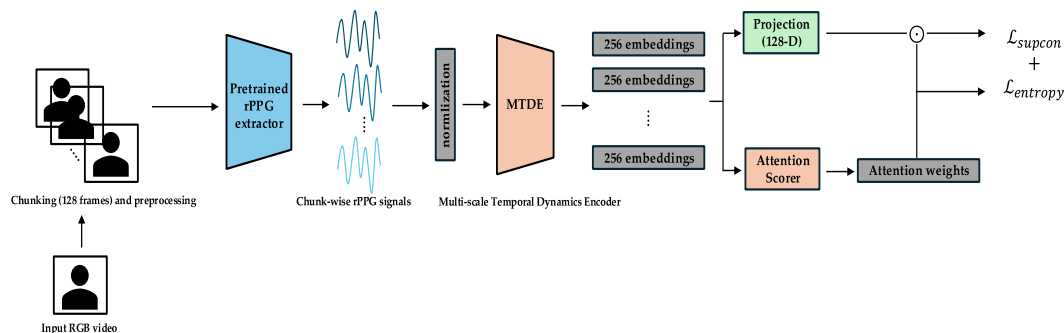 Input RGB video
Chunking (128 frames) and preprocessing
Pretrained
rPPG
extractor
Chunk-wise rPPG signals
normlization
MTDE
Multi-scale Temporal Dynamics Encoder
256 embeddings
256 embeddings
256 embeddings
Projection
(128-D)
Attention
Scorer
Attention weights
ℒsupcon
+
ℒentropy